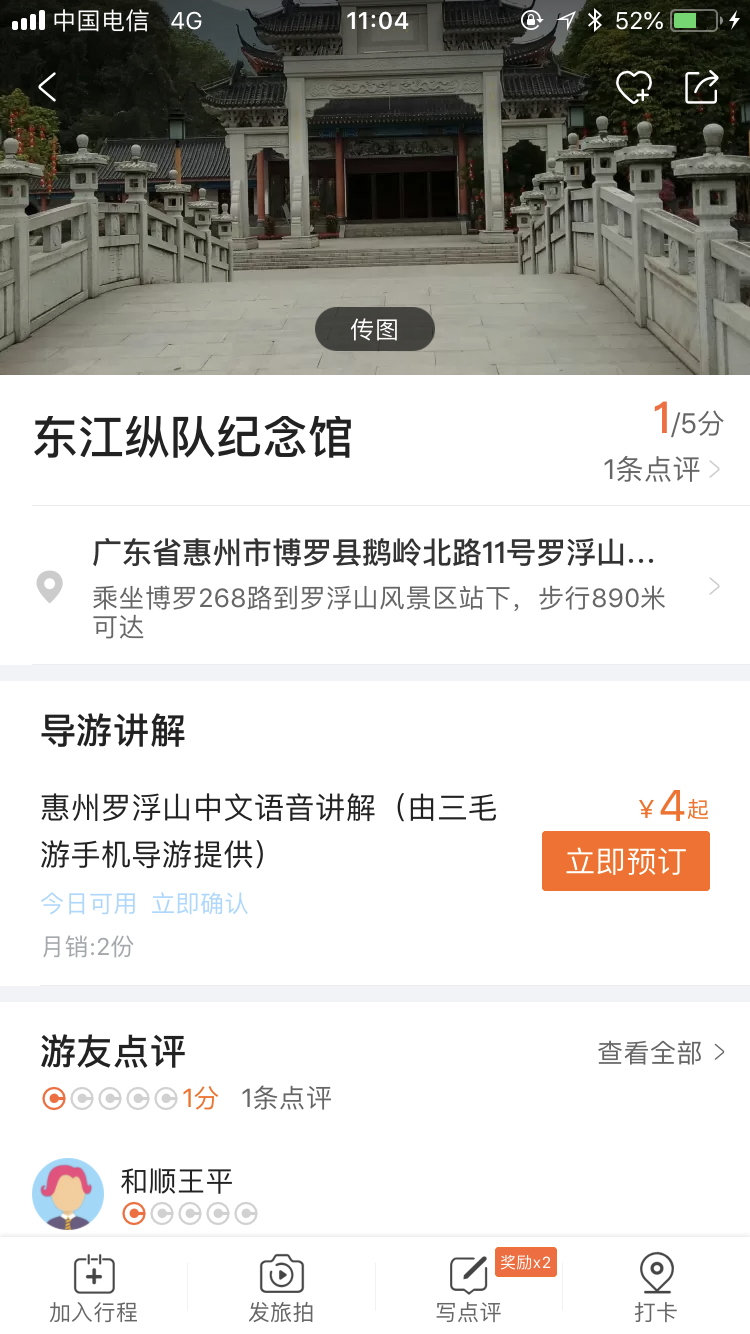 中国电信 4G 11:04 52%
传图
东江纵队纪念馆
1/5分
1条点评
广东省惠州市博罗县鹅岭北路11号罗浮山...
乘坐博罗268路到罗浮山风景区站下，步行890米
可达
导游讲解
惠州罗浮山中文语音讲解（由三毛
游手机导游提供）
¥4起
立即预订
今日可用 立即确认
月销:2份
游友点评
查看全部
1分 1条点评
和顺王平
加入行程
发旅拍
写点评
奖励x2
打卡